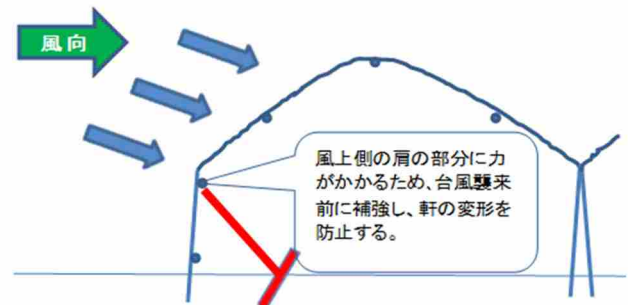 風向
風上側の肩の部分に力
がかかるため、台風襲来
前に補強し、軒の変形を
防止する。